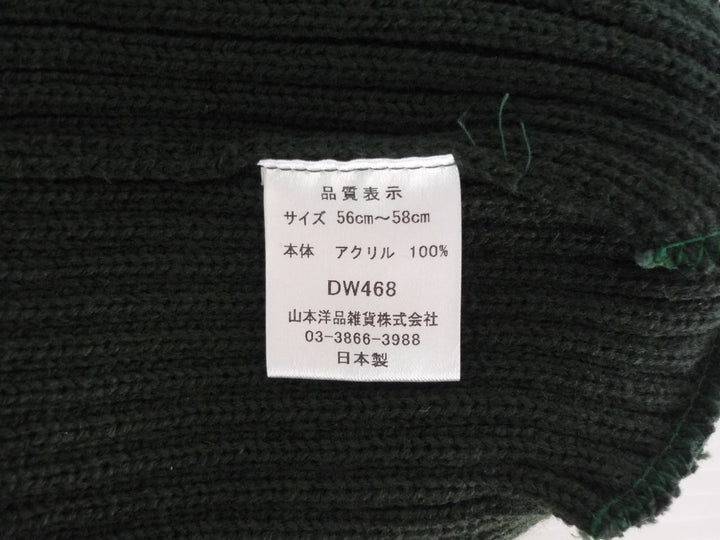 品質表示
サイズ 56cm～58cm
本体 アクリル 100%
DW468
山本洋品雑貨株式会社
03-3866-3988
日本製